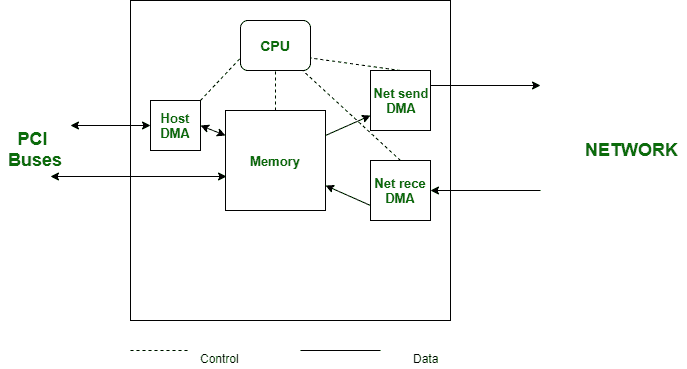 CPU
Net send
DMA
Host
DMA
PCI
Buses
Memory
NETWORK
Net rece
DMA
Control
Data